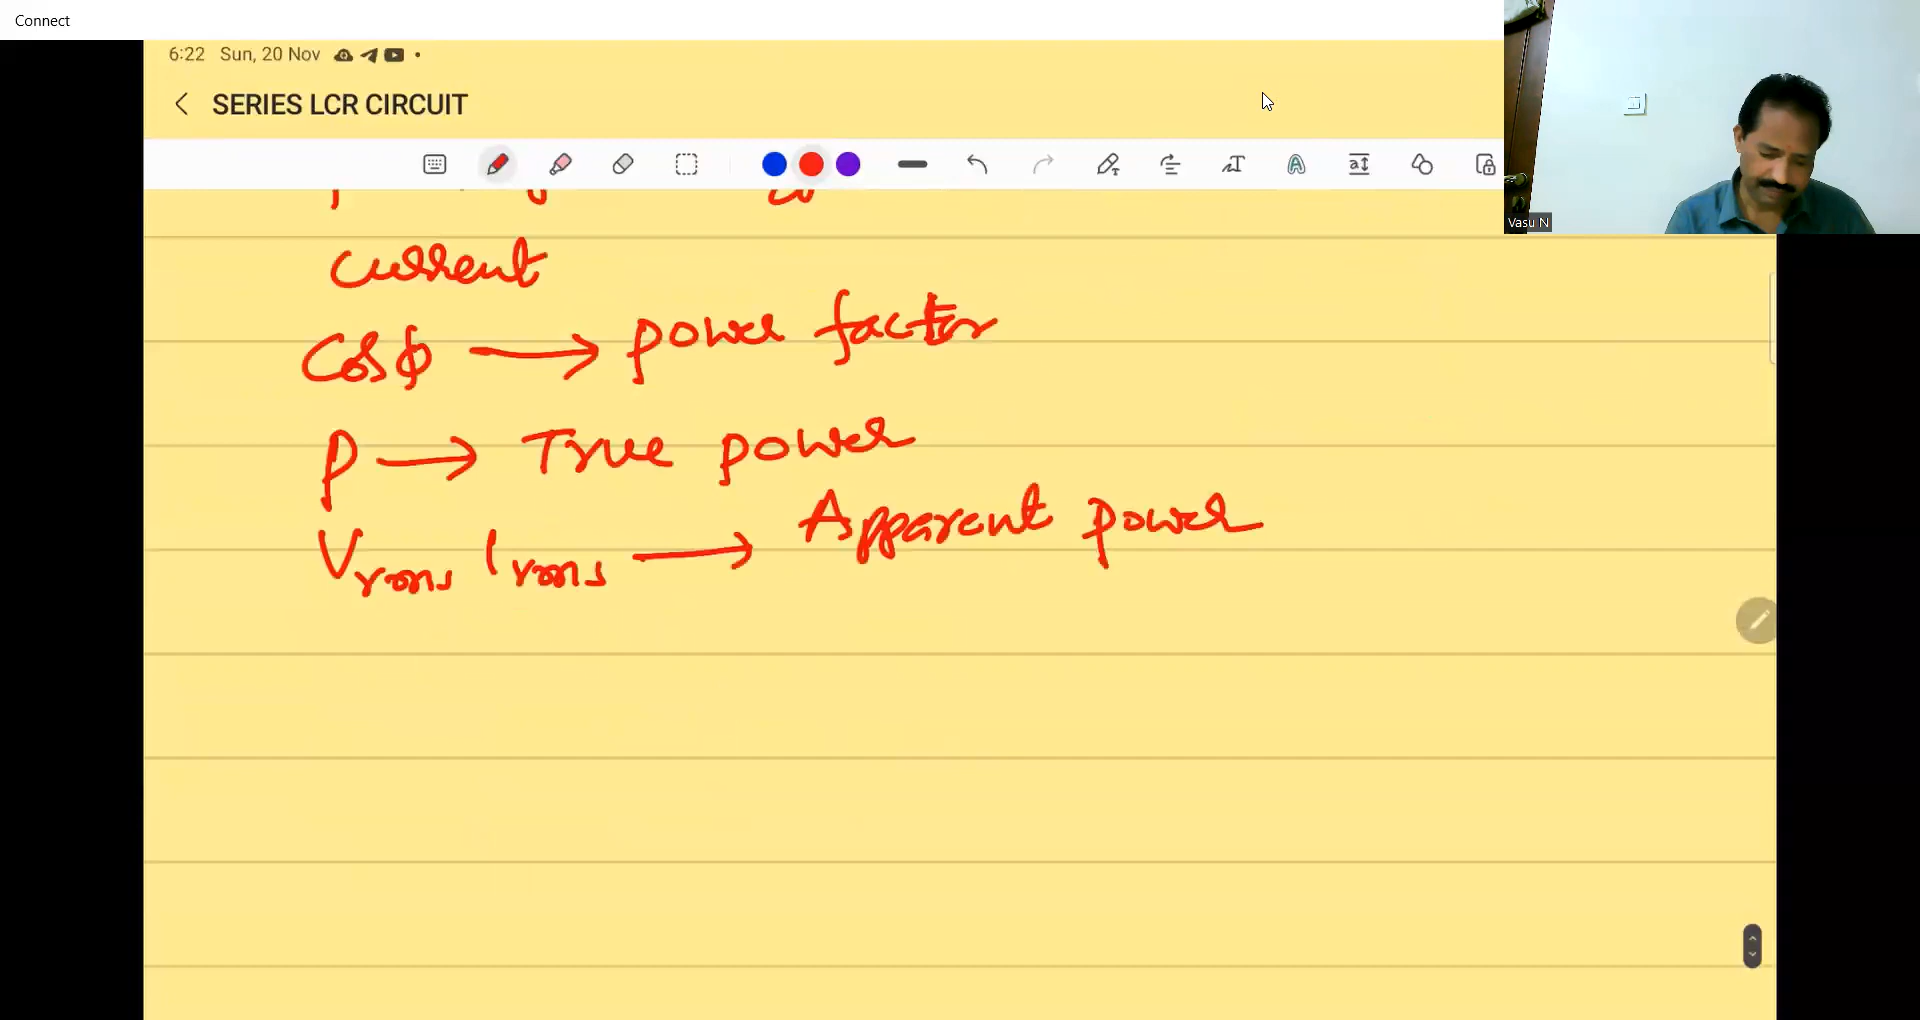 Connect
6:22 Sun, 20 Nov
SERIES LCR CIRCUIT
Vasu N
current
Cosϕ → power factor
P → True power
Vrms Irms → Apparent power